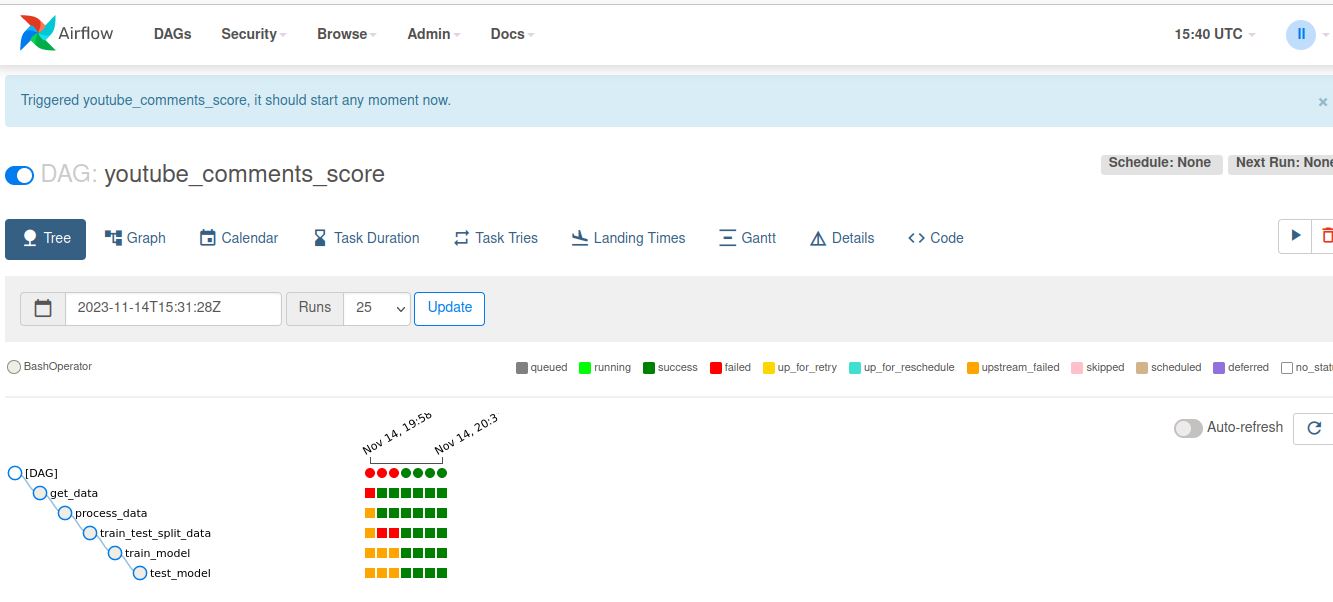 Airflow DAGs Security Browse Admin Docs 15:40 UTC II
Triggered youtube_comments_score, it should start any moment now. ×
DAG: youtube_comments_score Schedule: None Next Run: None
Tree Graph Calendar Task Duration Task Tries Landing Times Gantt Details Code
2023-11-14T15:31:28Z Runs 25 Update
BashOperator queued running success failed up_for_retry up_for_reschedule upstream_failed skipped scheduled deferred no_stat
Auto-refresh
Nov 14, 19:58 Nov 14, 20:3
[DAG]
get_data
process_data
train_test_split_data
train_model
test_model